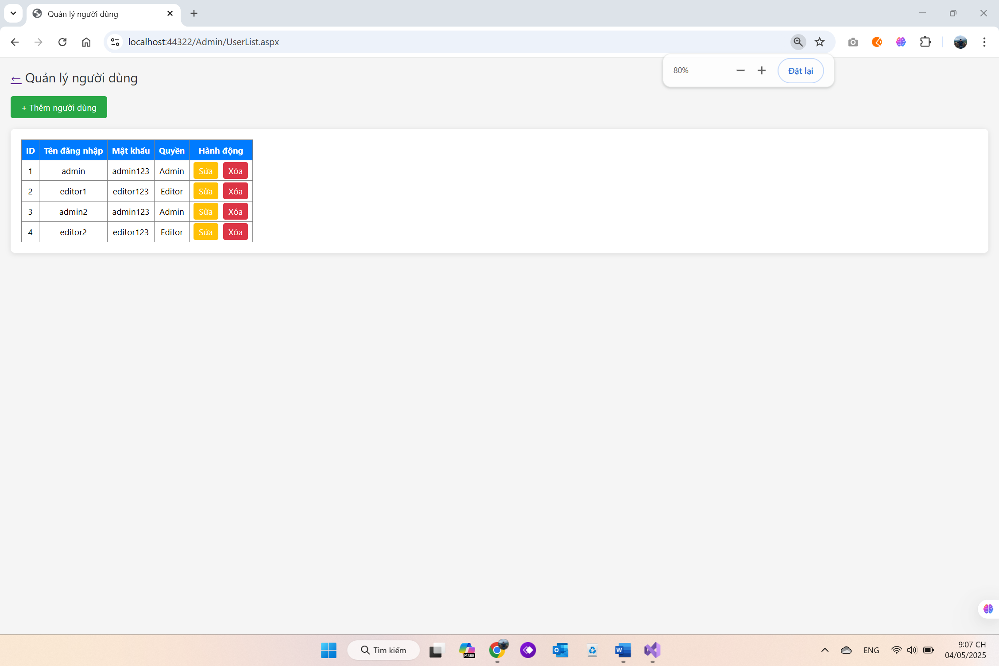 Quản lý người dùng
localhost:44322/Admin/UserList.aspx
80%
Đặt lại
← Quản lý người dùng
+ Thêm người dùng
ID Tên đăng nhập Mật khẩu Quyền Hành động
1 admin admin123 Admin Sửa Xóa
2 editor1 editor123 Editor Sửa Xóa
3 admin2 admin123 Admin Sửa Xóa
4 editor2 editor123 Editor Sửa Xóa
Tìm kiếm
M365
ENG
9:07 CH
04/05/2025